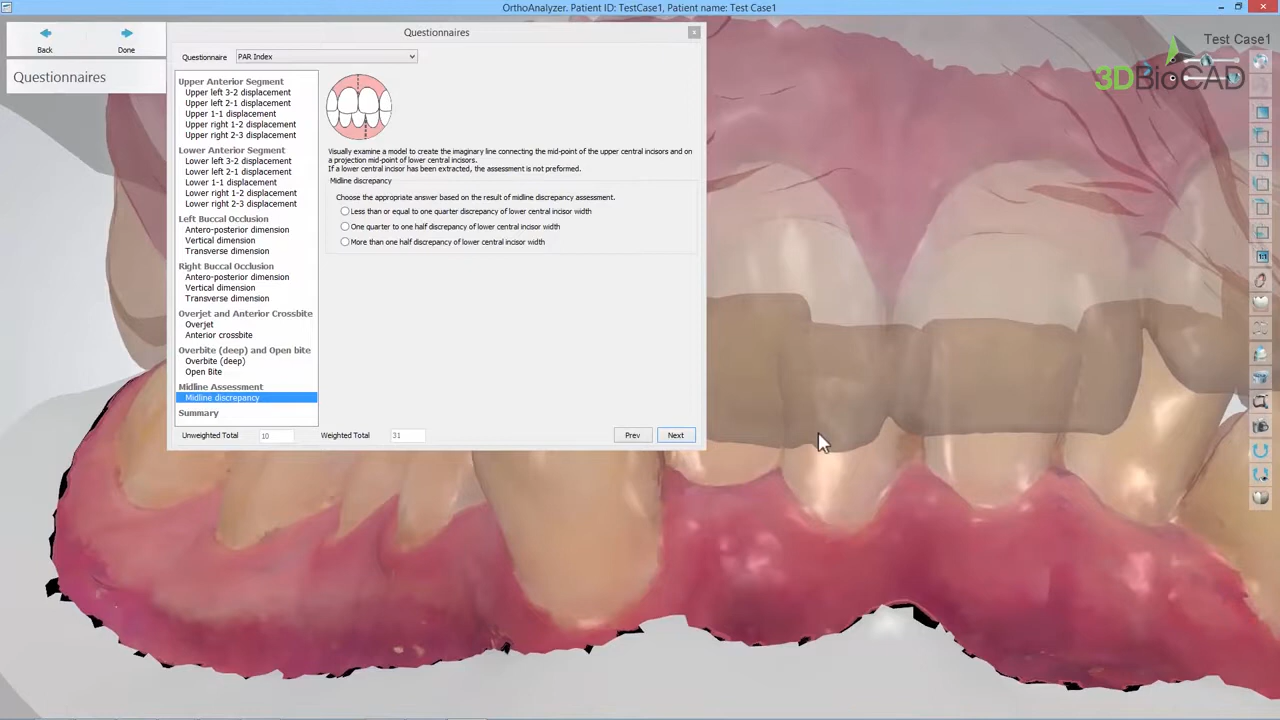 OrthoAnalyzer. Patient ID: TestCase1, Patient name: Test Case1
Back
Done
Questionnaires
Questionnaires
Questionnaire
PAR Index
Upper Anterior Segment
Upper left 3-2 displacement
Upper left 2-1 displacement
Upper 1-1 displacement
Upper right 1-2 displacement
Upper right 2-3 displacement
Lower Anterior Segment
Lower left 3-2 displacement
Lower left 2-1 displacement
Lower 1-1 displacement
Lower right 1-2 displacement
Lower right 2-3 displacement
Left Buccal Occlusion
Antero-posterior dimension
Vertical dimension
Transverse dimension
Right Buccal Occlusion
Antero-posterior dimension
Vertical dimension
Transverse dimension
Overjet and Anterior Crossbite
Overjet
Anterior crossbite
Overbite (deep) and Open bite
Overbite (deep)
Open Bite
Midline Assessment
Midline discrepancy
Summary
Visually examine a model to create the imaginary line connecting the mid-point of the upper central incisors and on
a projection mid-point of lower central incisors.
If a lower central incisor has been extracted, the assessment is not preformed.
Midline discrepancy
Choose the appropriate answer based on the result of midline discrepancy assessment.
Less than or equal to one quarter discrepancy of lower central incisor width
One quarter to one half discrepancy of lower central incisor width
More than one half discrepancy of lower central incisor width
Unweighted Total 10 Weighted Total 31
Prev
Next
Test Case1
3DBioCAD
1:1